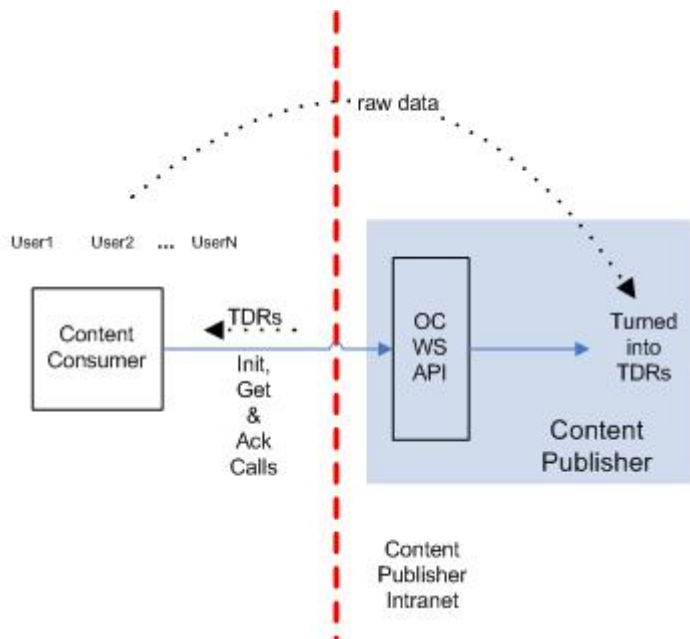 raw data
User1 User2 ... UserN
Content
Consumer
TDRs
Init,
Get
&
Ack
Calls
OC
WS
API
Turned
into
TDRs
Content
Publisher
Content
Publisher
Intranet